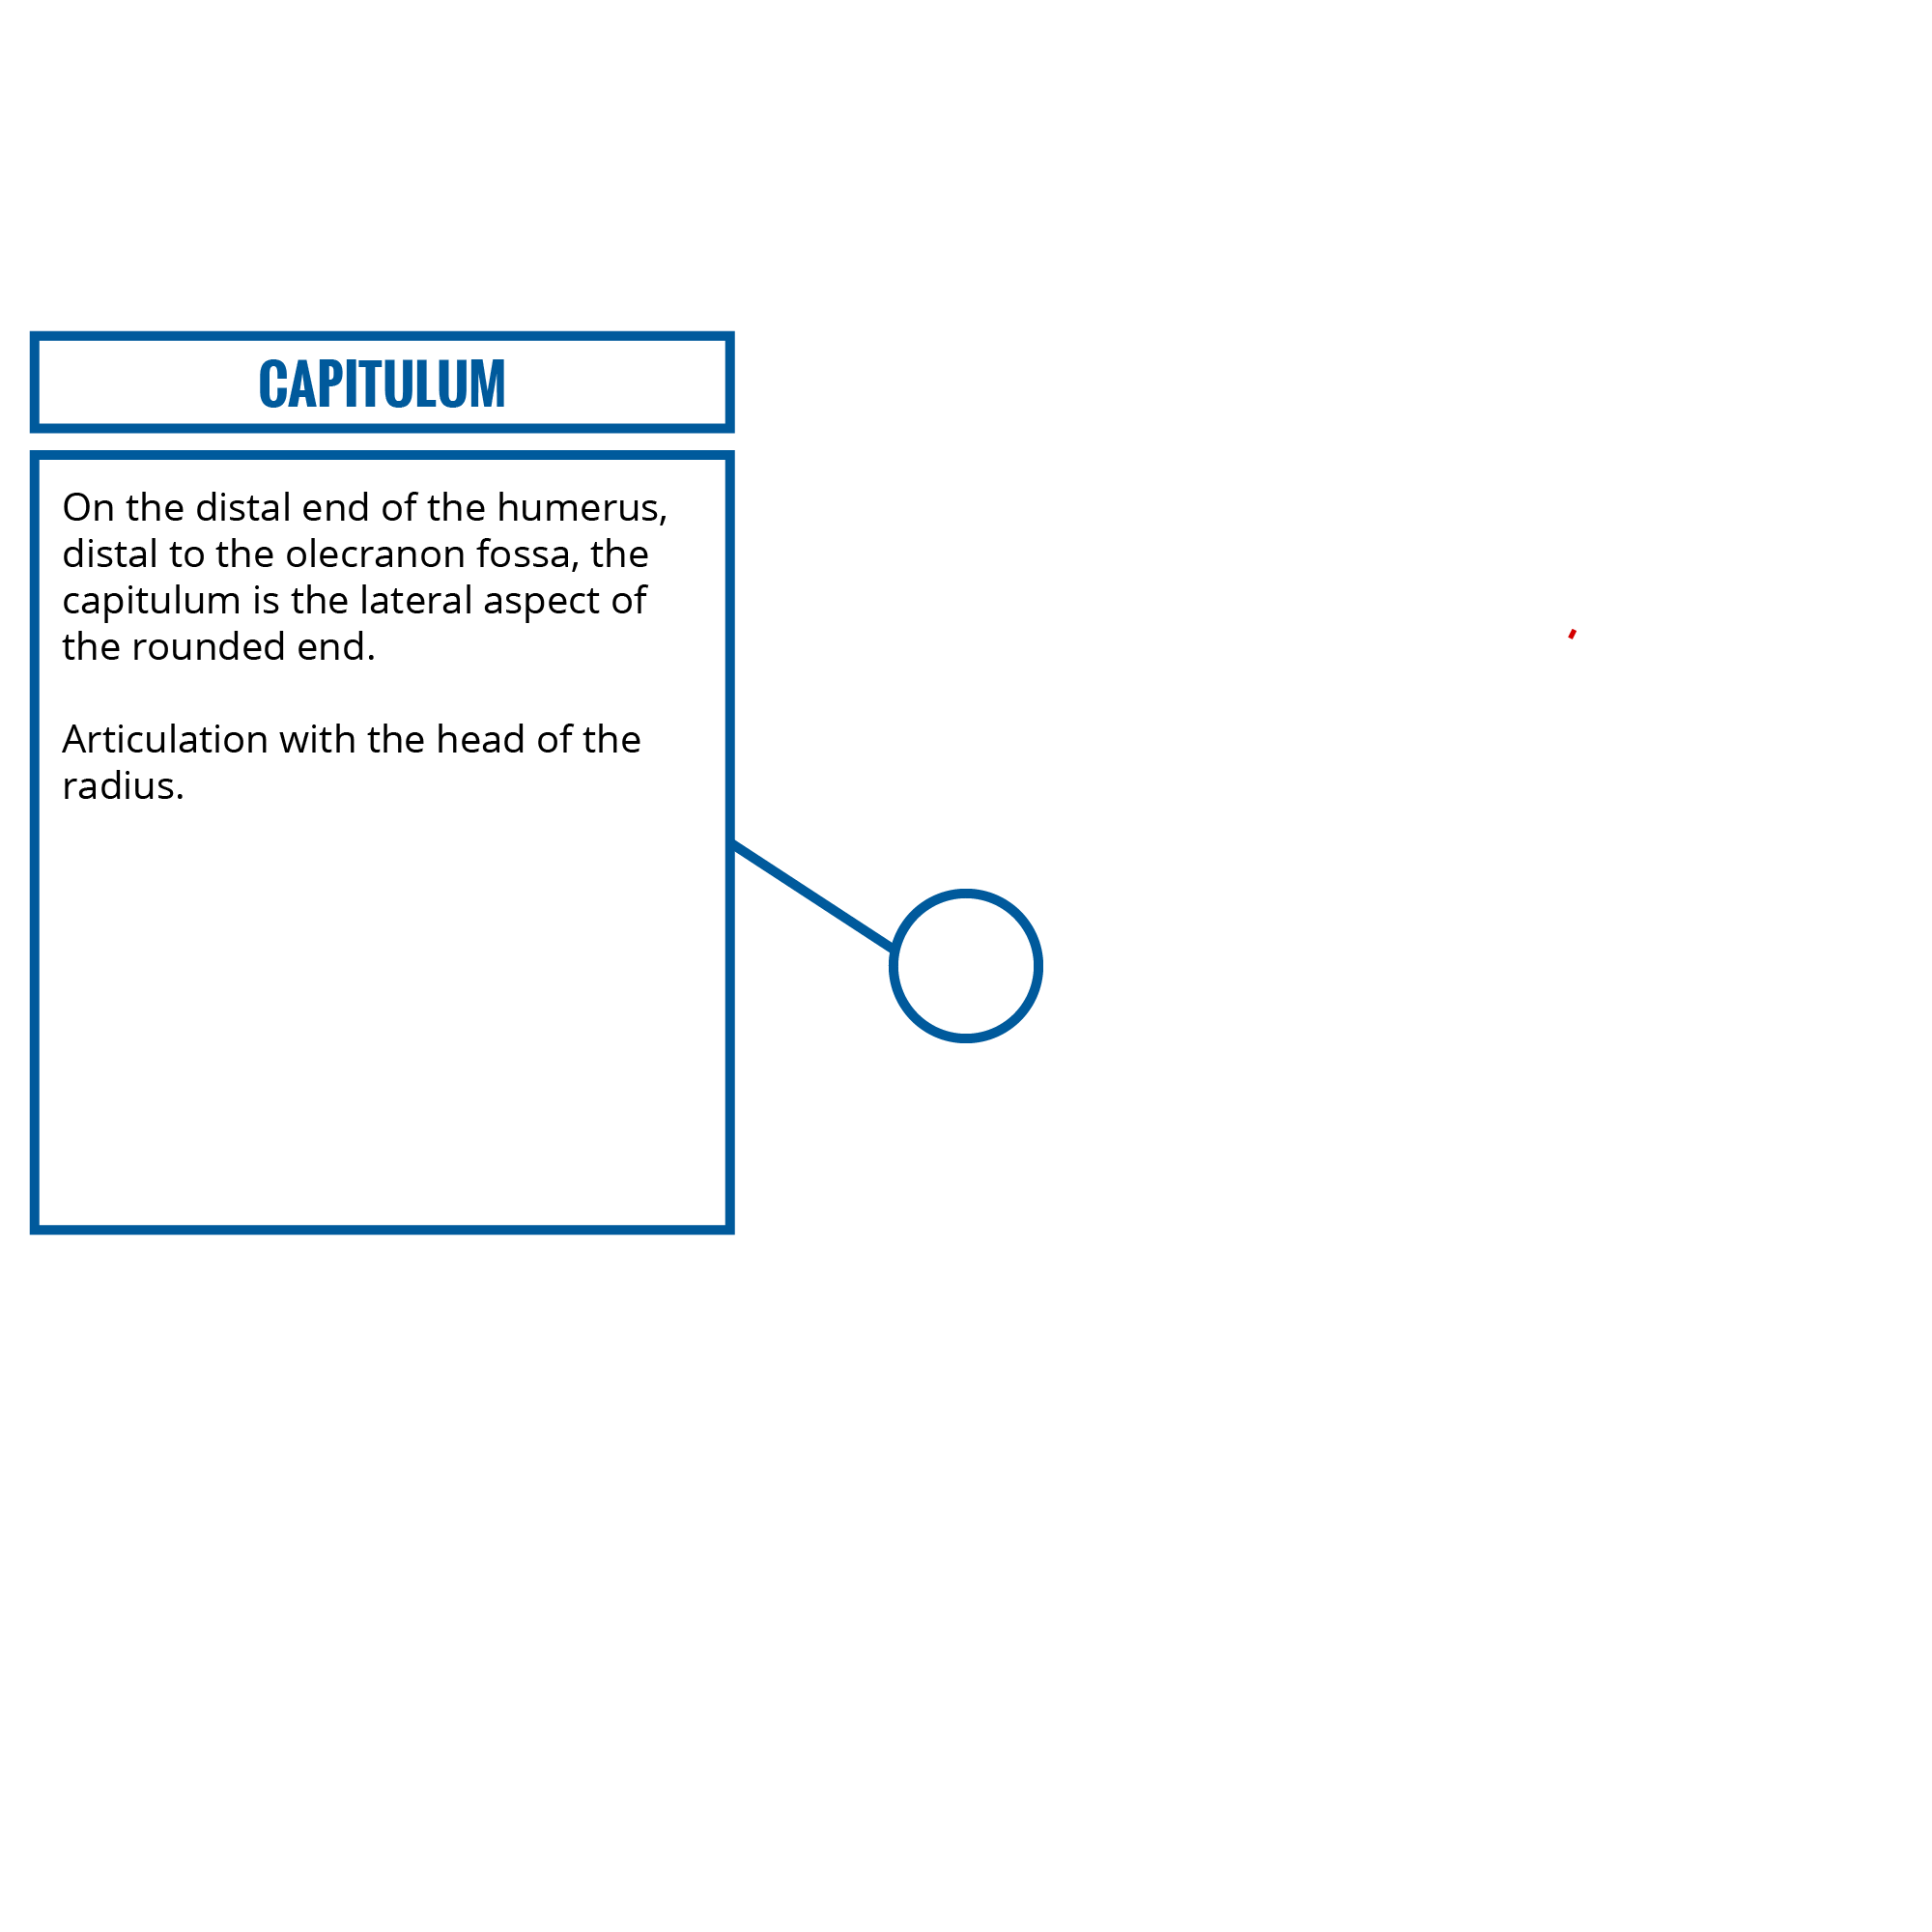 CAPITULUM
On the distal end of the humerus,
distal to the olecranon fossa, the
capitulum is the lateral aspect of
the rounded end.
Articulation with the head of the
radius.